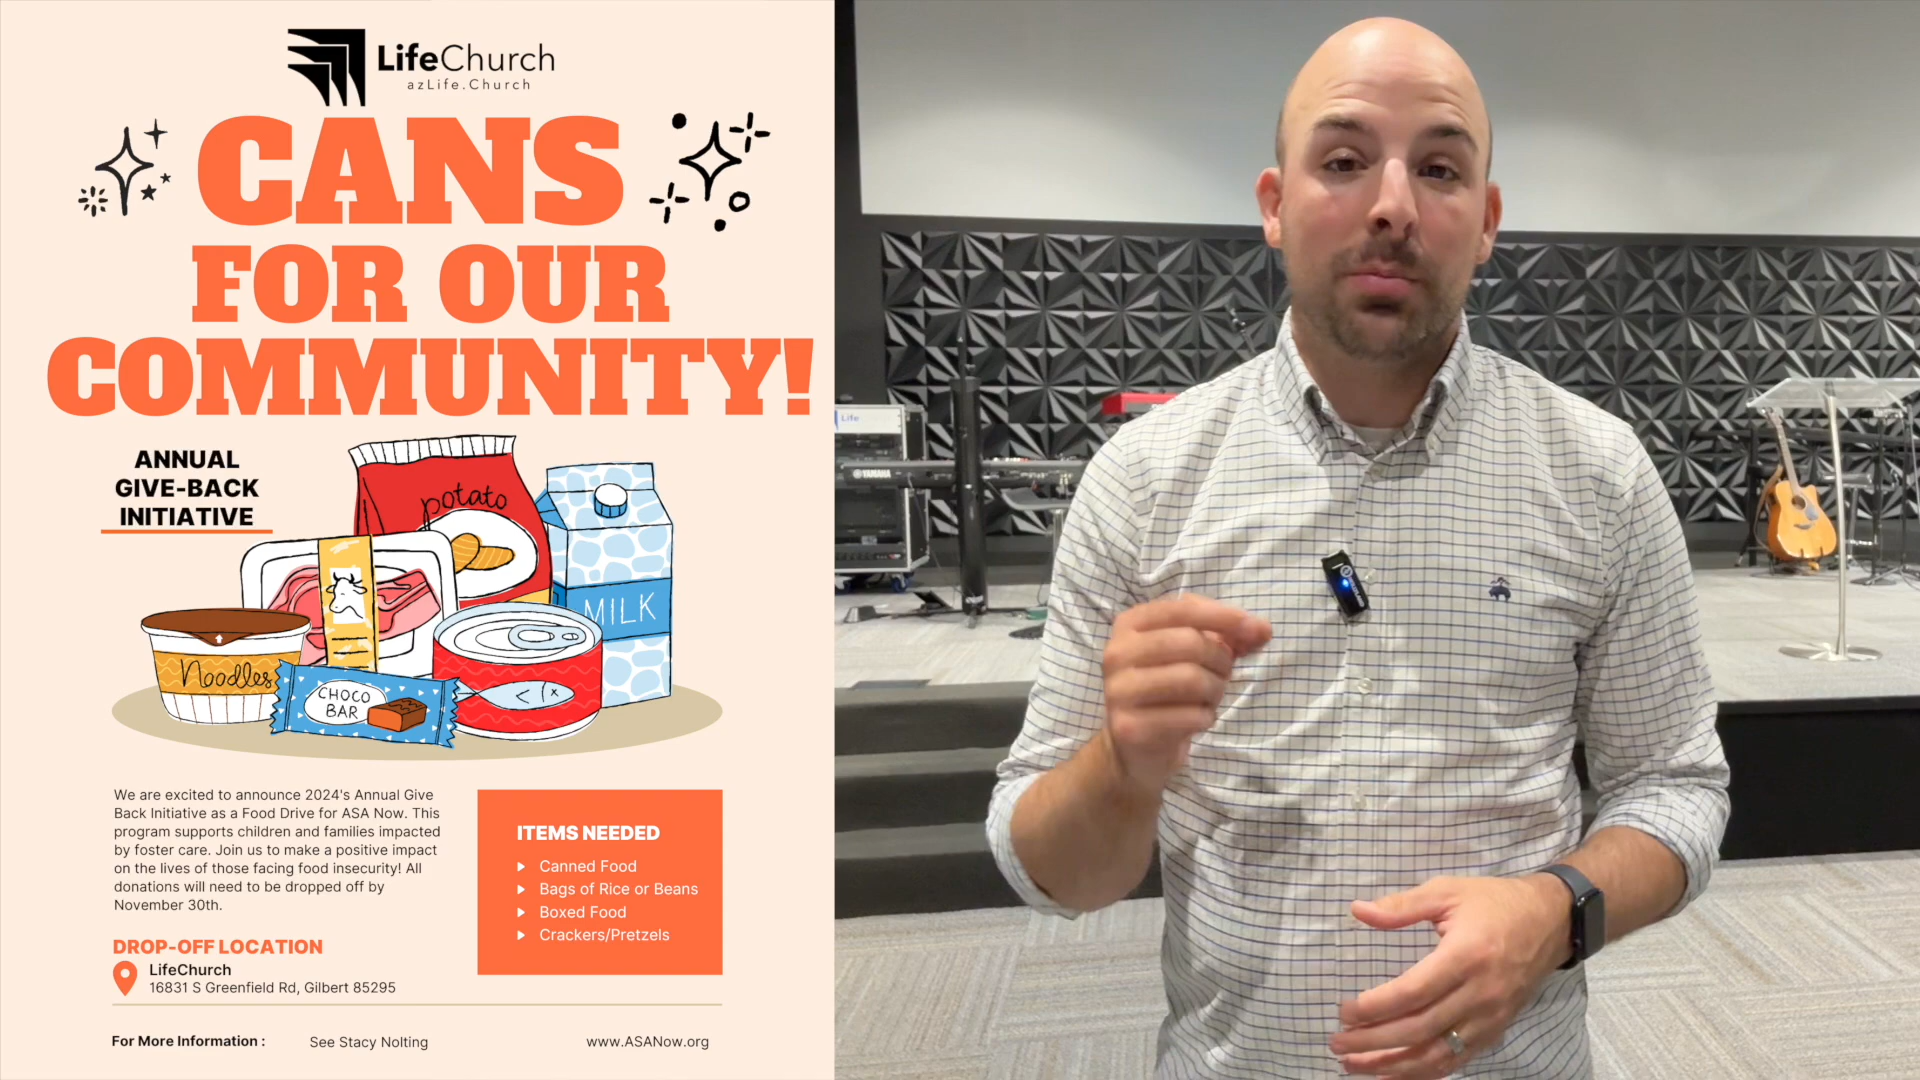 LifeChurch
azLife.Church
CANS
FOR OUR
COMMUNITY!
ANNUAL
GIVE-BACK
INITIATIVE
potato
MILK
Noodles
CHOCO
BAR
We are excited to announce 2024's Annual Give
Back Initiative as a Food Drive for ASA Now. This
program supports children and families impacted
by foster care. Join us to make a positive impact
on the lives of those facing food insecurity! All
donations will need to be dropped off by
November 30th.
ITEMS NEEDED
Canned Food
Bags of Rice or Beans
Boxed Food
Crackers/Pretzels
DROP-OFF LOCATION
LifeChurch
16831 S Greenfield Rd, Gilbert 85295
For More Information :
See Stacy Nolting
www.ASANow.org
Life
YAMAHA